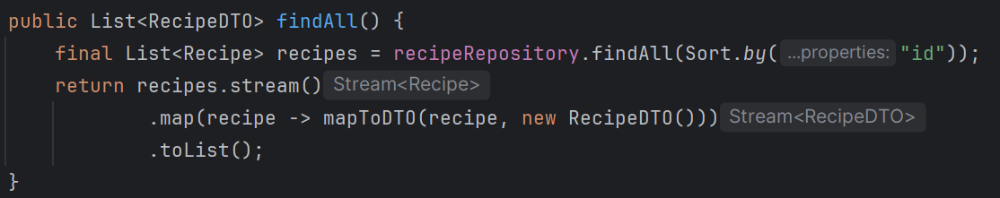 public List<RecipeDTO> findAll() {
    final List<Recipe> recipes = recipeRepository.findAll(Sort.by( ...properties: "id"));
    return recipes.stream() Stream<Recipe>
            .map(recipe -> mapToDTO(recipe, new RecipeDTO())) Stream<RecipeDTO>
            .toList();
}